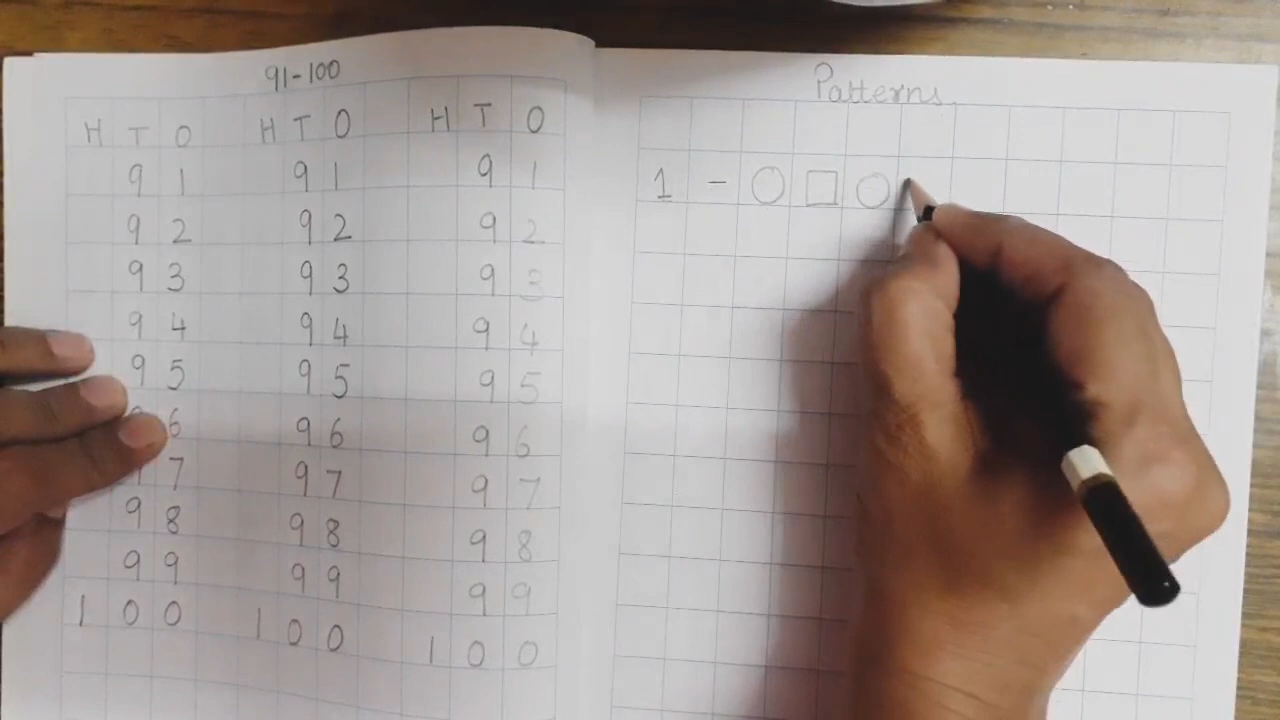 91-100
H T O H T O H T O
9 1 9 1 9 1
9 2 9 2 9 2
9 3 9 3 9 3
9 4 9 4 9 4
9 5 9 5 9 5
6 9 6 9 6
7 9 7 9 7
9 8 9 8 9 8
9 9 9 9 9 9
1 0 0 1 0 0 1 0 0
Patterns.
1 - ○ □ ○